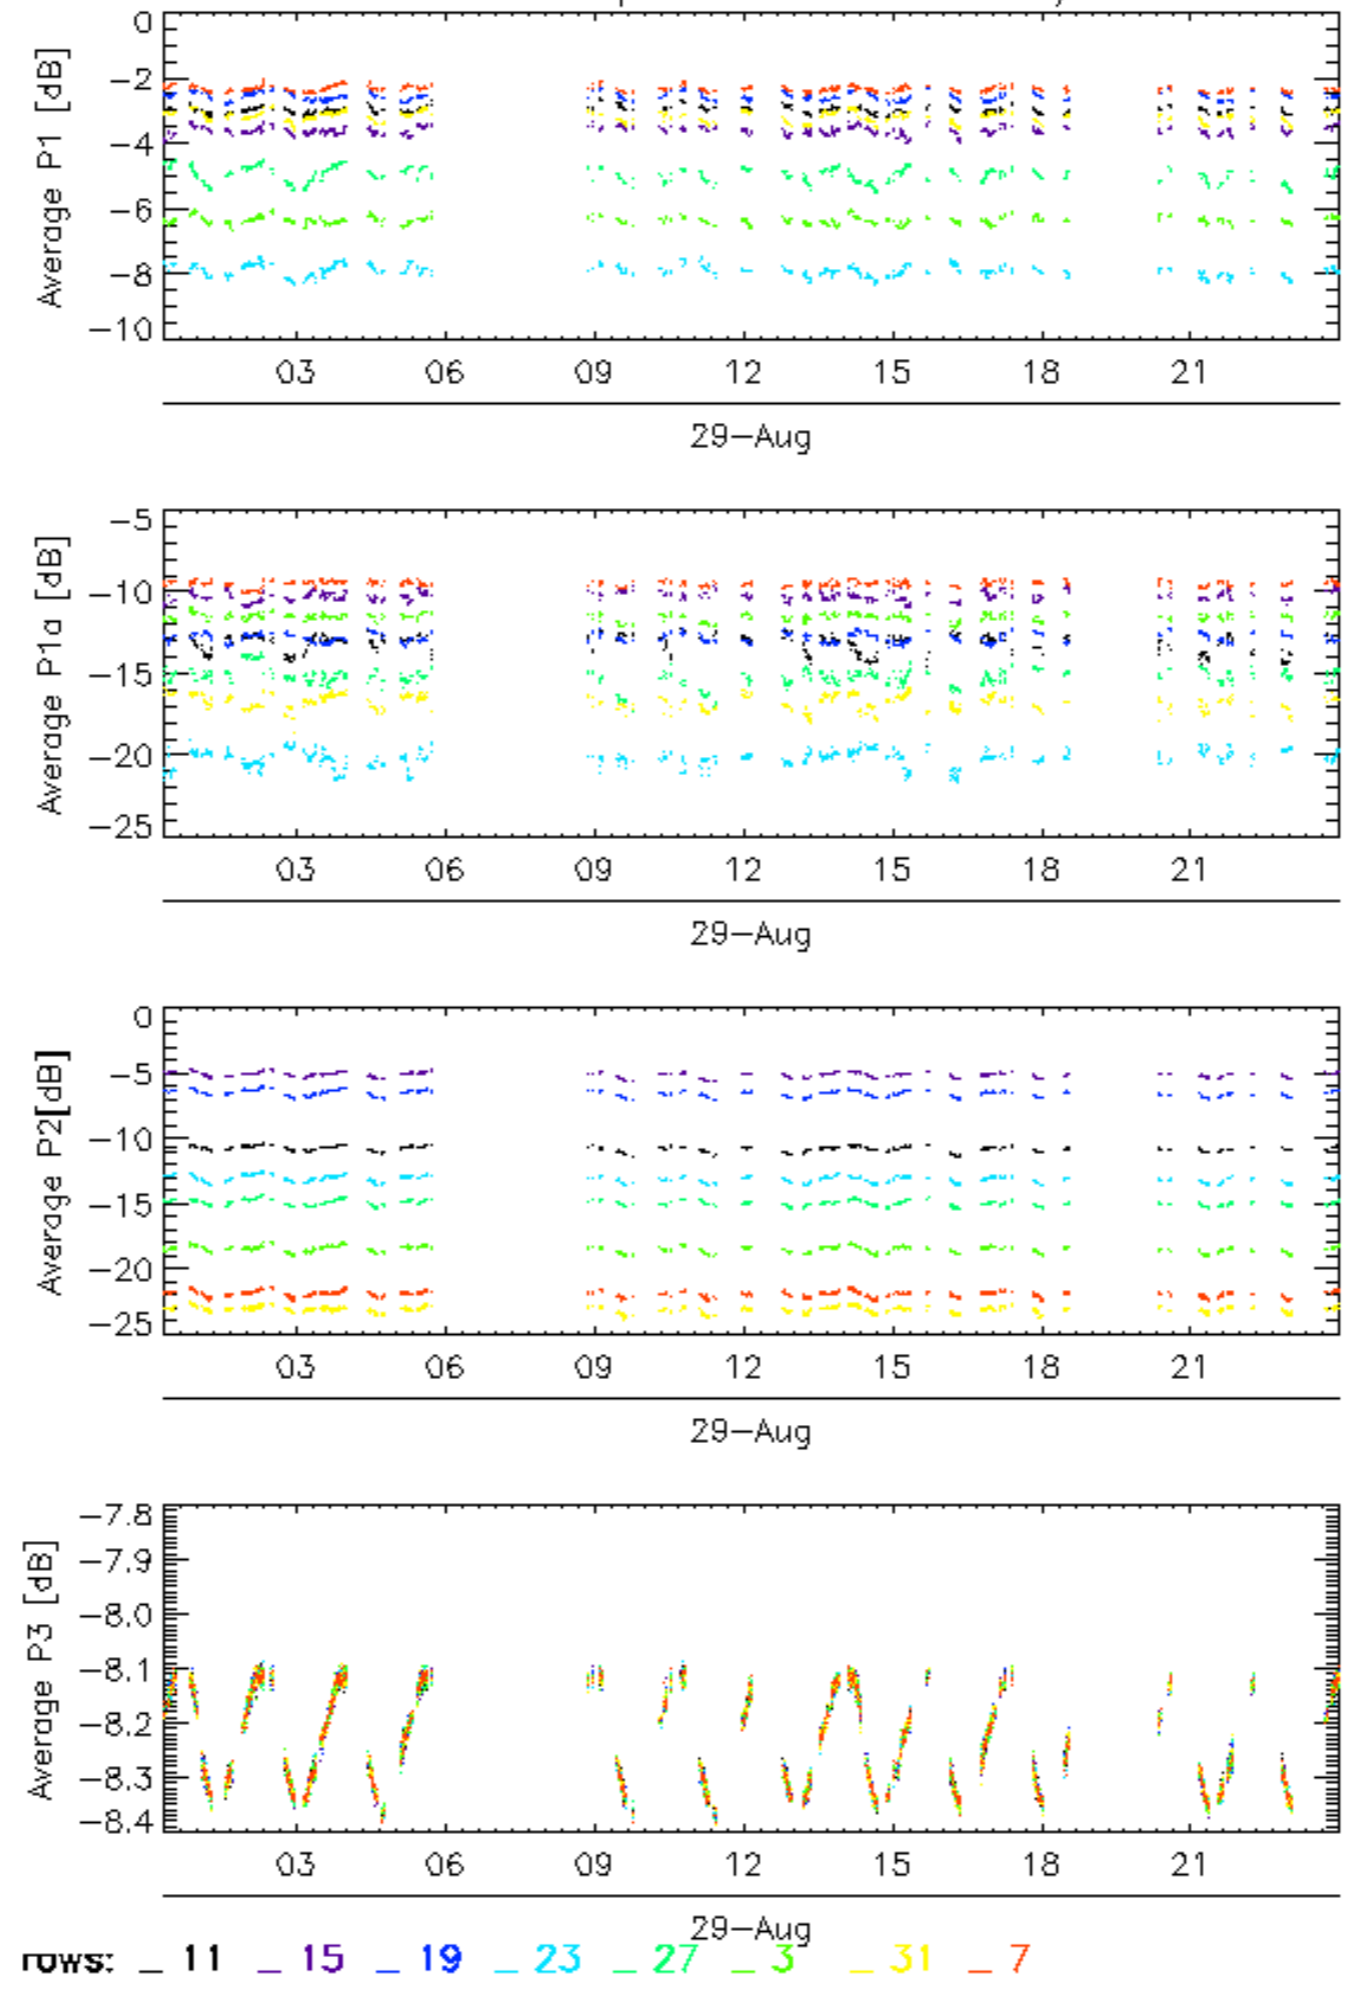 0
−2
−4
−6
−8
−10
Average P1 [dB]
03 06 09 12 15 18 21
29−Aug
−5
−10
−15
−20
−25
Average P1a [dB]
03 06 09 12 15 18 21
29−Aug
0
−5
−10
−15
−20
−25
Average P2[dB]
03 06 09 12 15 18 21
29−Aug
−7.8
−7.9
−8.0
−8.1
−8.2
−8.3
−8.4
Average P3 [dB]
03 06 09 12 15 18 21
29−Aug
rows: _ 11 _ 15 _ 19 _ 23 _ 27 _ 3 _ 31 _ 7